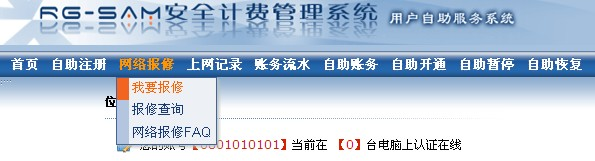 RG-SAM安全计费管理系统 用户自助服务系统
首页 自助注册 网络报修 上网记录 账务流水 自助账务 自助开通 自助暂停 自助恢复
我要报修
报修查询
网络报修FAQ
账号【0001010101】当前在 【0】台电脑上认证在线